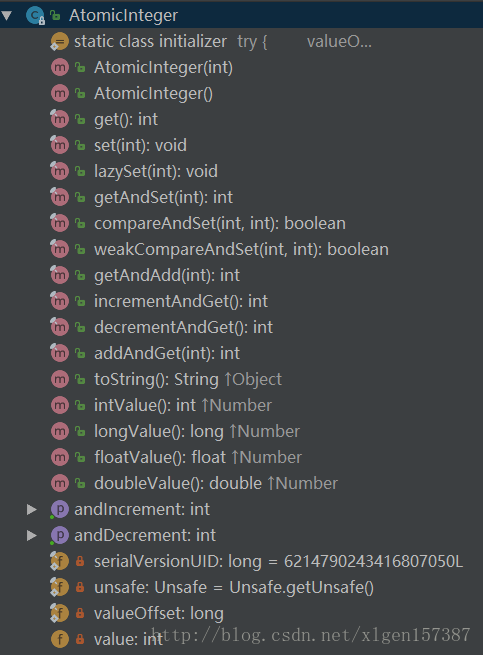 AtomicInteger
static class initializer try { valueO...
AtomicInteger(int)
AtomicInteger()
get(): int
set(int): void
lazySet(int): void
getAndSet(int): int
compareAndSet(int, int): boolean
weakCompareAndSet(int, int): boolean
getAndAdd(int): int
incrementAndGet(): int
decrementAndGet(): int
addAndGet(int): int
toString(): String ↑Object
intValue(): int ↑Number
longValue(): long ↑Number
floatValue(): float ↑Number
doubleValue(): double ↑Number
andIncrement: int
andDecrement: int
serialVersionUID: long = 6214790243416807050L
unsafe: Unsafe = Unsafe.getUnsafe()
valueOffset: long
value: int
http://blog.csdn.net/xlgen157387